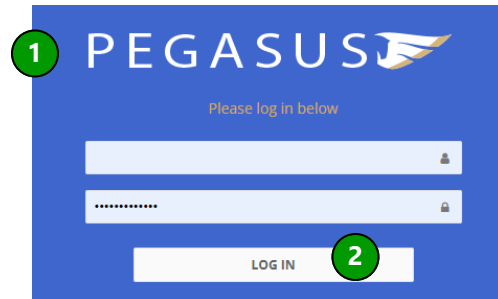 1 PEGASUS
Please log in below
•••••••••••••
LOG IN 2